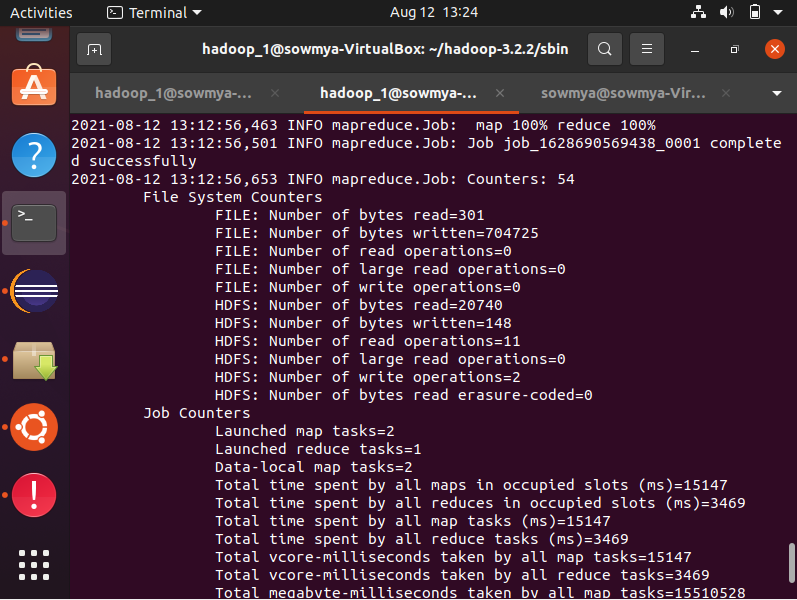 Activities
Terminal
Aug 12 13:24
hadoop_1@sowmya-VirtualBox: ~/hadoop-3.2.2/sbin
hadoop_1@sowmya-...
hadoop_1@sowmya-...
sowmya@sowmya-Vir...
2021-08-12 13:12:56,463 INFO mapreduce.Job:  map 100% reduce 100%
2021-08-12 13:12:56,501 INFO mapreduce.Job: Job job_1628690569438_0001 complete
d successfully
2021-08-12 13:12:56,653 INFO mapreduce.Job: Counters: 54
File System Counters
FILE: Number of bytes read=301
FILE: Number of bytes written=704725
FILE: Number of read operations=0
FILE: Number of large read operations=0
FILE: Number of write operations=0
HDFS: Number of bytes read=20740
HDFS: Number of bytes written=148
HDFS: Number of read operations=11
HDFS: Number of large read operations=0
HDFS: Number of write operations=2
HDFS: Number of bytes read erasure-coded=0
Job Counters
Launched map tasks=2
Launched reduce tasks=1
Data-local map tasks=2
Total time spent by all maps in occupied slots (ms)=15147
Total time spent by all reduces in occupied slots (ms)=3469
Total time spent by all map tasks (ms)=15147
Total time spent by all reduce tasks (ms)=3469
Total vcore-milliseconds taken by all map tasks=15147
Total vcore-milliseconds taken by all reduce tasks=3469
Total megabyte-milliseconds taken by all map tasks=15510528